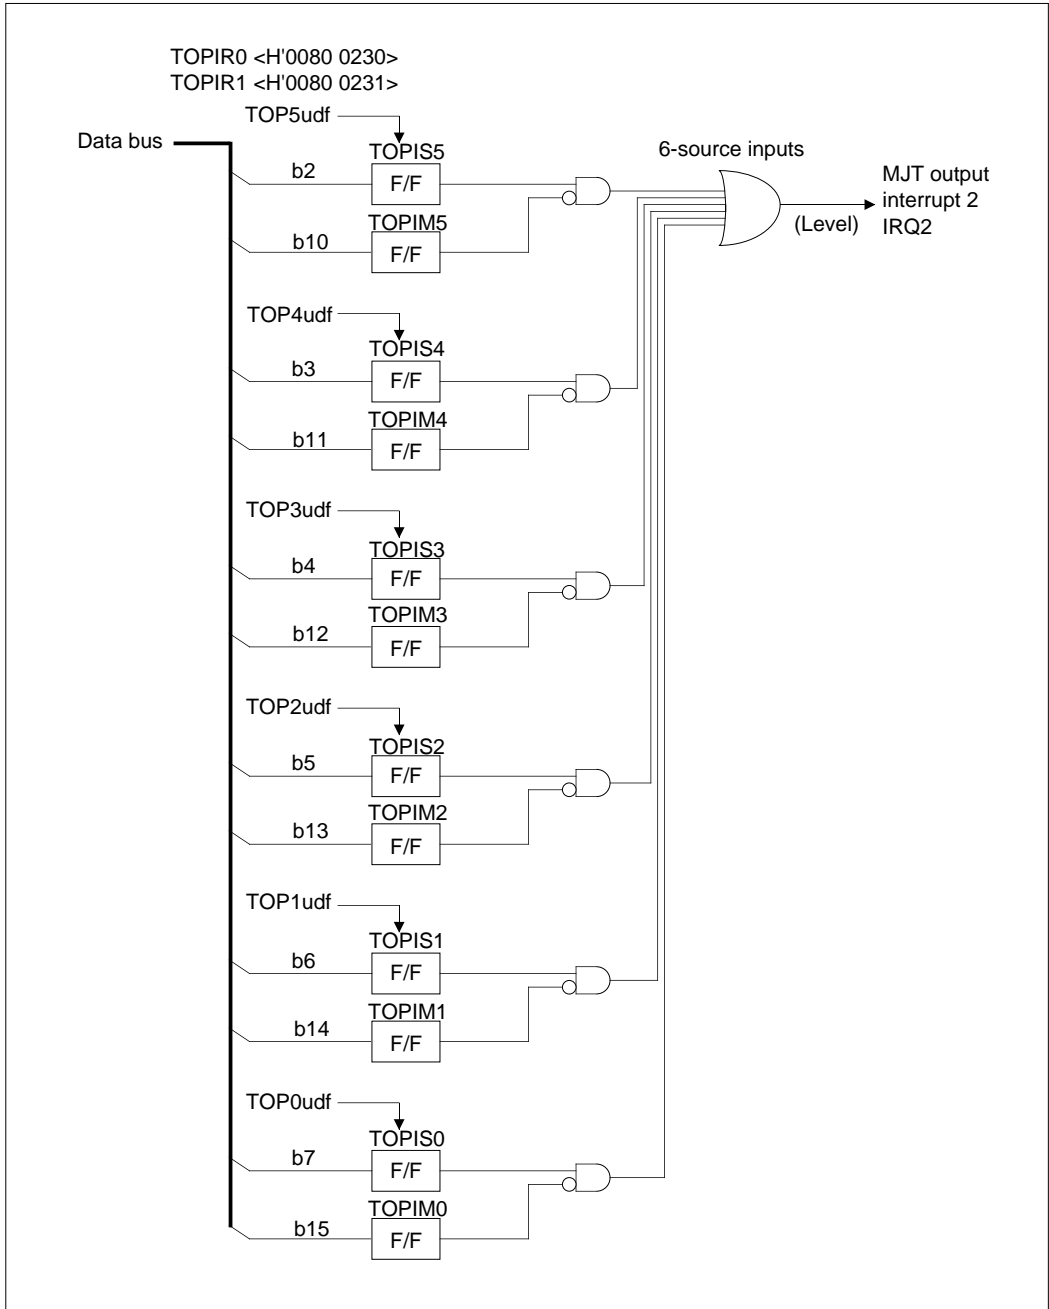 TOPIR0 <H'0080 0230>
TOPIR1 <H'0080 0231>
TOP5udf
Data bus
TOPIS5
6-source inputs
b2
F/F
MJT output
interrupt 2
IRQ2
(Level)
TOPIM5
b10
F/F
TOP4udf
TOPIS4
b3
F/F
TOPIM4
b11
F/F
TOP3udf
TOPIS3
b4
F/F
TOPIM3
b12
F/F
TOP2udf
TOPIS2
b5
F/F
TOPIM2
b13
F/F
TOP1udf
TOPIS1
b6
F/F
TOPIM1
b14
F/F
TOP0udf
TOPIS0
b7
F/F
TOPIM0
b15
F/F